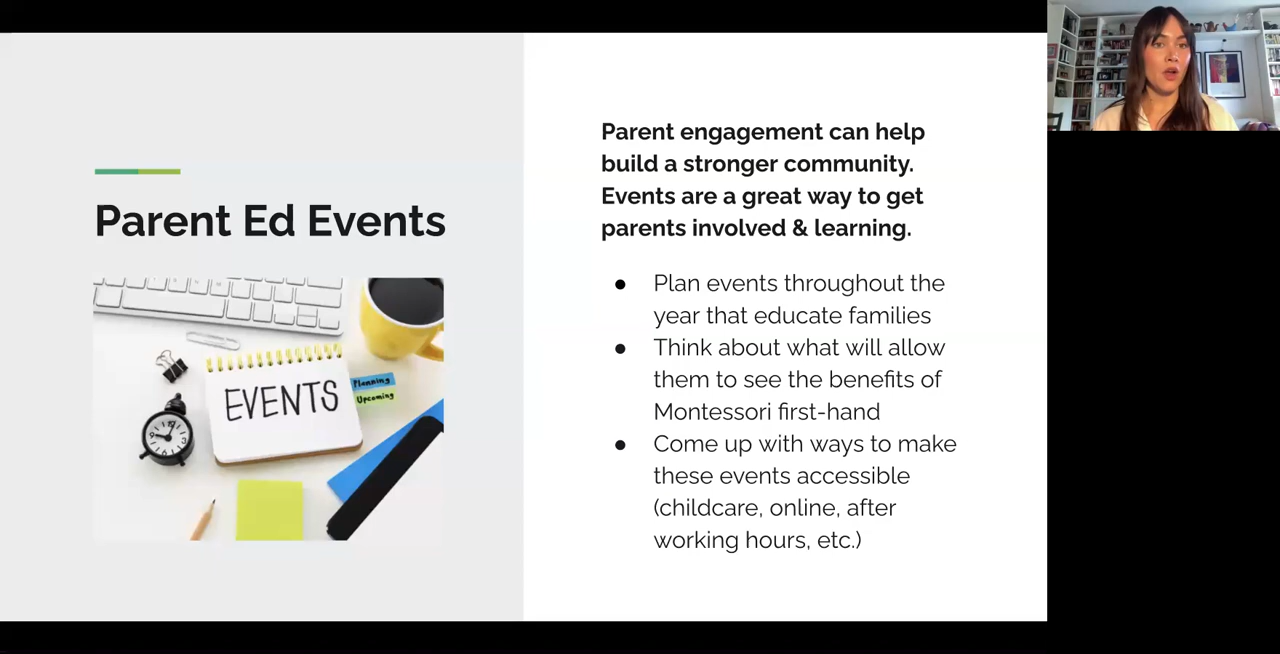 Parent Ed Events
EVENTS
Planning
Upcoming
Parent engagement can help
build a stronger community.
Events are a great way to get
parents involved & learning.
● Plan events throughout the
year that educate families
● Think about what will allow
them to see the benefits of
Montessori first-hand
● Come up with ways to make
these events accessible
(childcare, online, after
working hours, etc.)